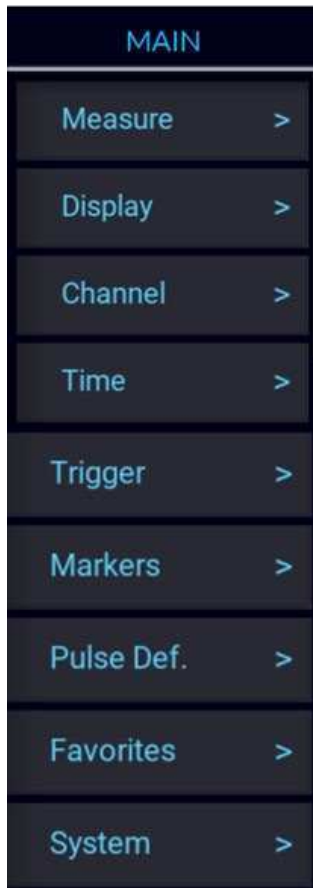 MAIN
Measure >
Display >
Channel >
Time >
Trigger >
Markers >
Pulse Def. >
Favorites >
System >